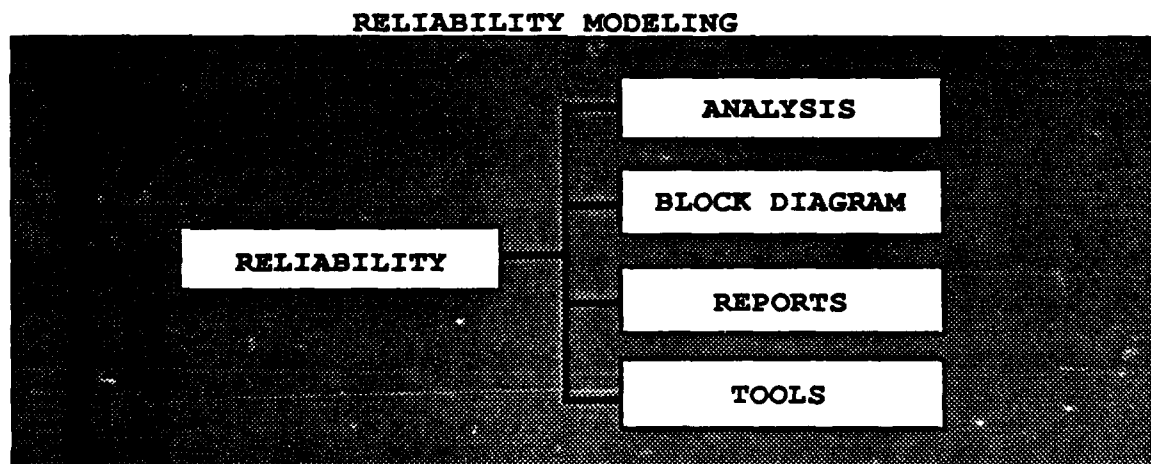 RELIABILITY MODELING
ANALYSIS
BLOCK DIAGRAM
RELIABILITY
REPORTS
TOOLS